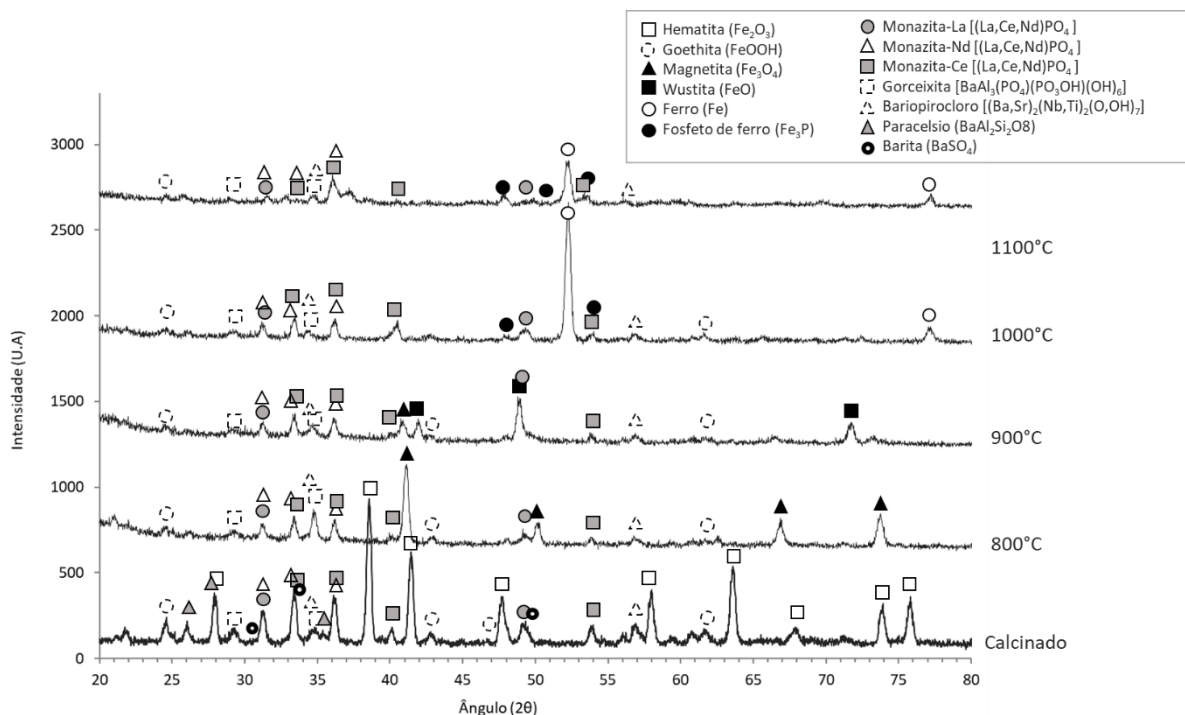 Hematita (Fe₂O₃)
Goethita (FeOOH)
Magnetita (Fe₃O₄)
Wustita (FeO)
Ferro (Fe)
Fosfeto de ferro (Fe₃P)
Monazita-La [(La,Ce,Nd)PO₄]
Monazita-Nd [(La,Ce,Nd)PO₄]
Monazita-Ce [(La,Ce,Nd)PO₄]
Gorceixita [BaAl₃(PO₄)(PO₃OH)(OH)₆]
Bariopirocloro [(Ba,Sr)₂(Nb,Ti)₂(O,OH)₇]
Paracelsio (BaAl₂Si₂O8)
Barita (BaSO₄)
3000
2500
2000
1500
1000
500
0
Intensidade (U.A)
1100°C
1000°C
900°C
800°C
Calcinado
20 25 30 35 40 45 50 55 60 65 70 75 80
Ângulo (2θ)